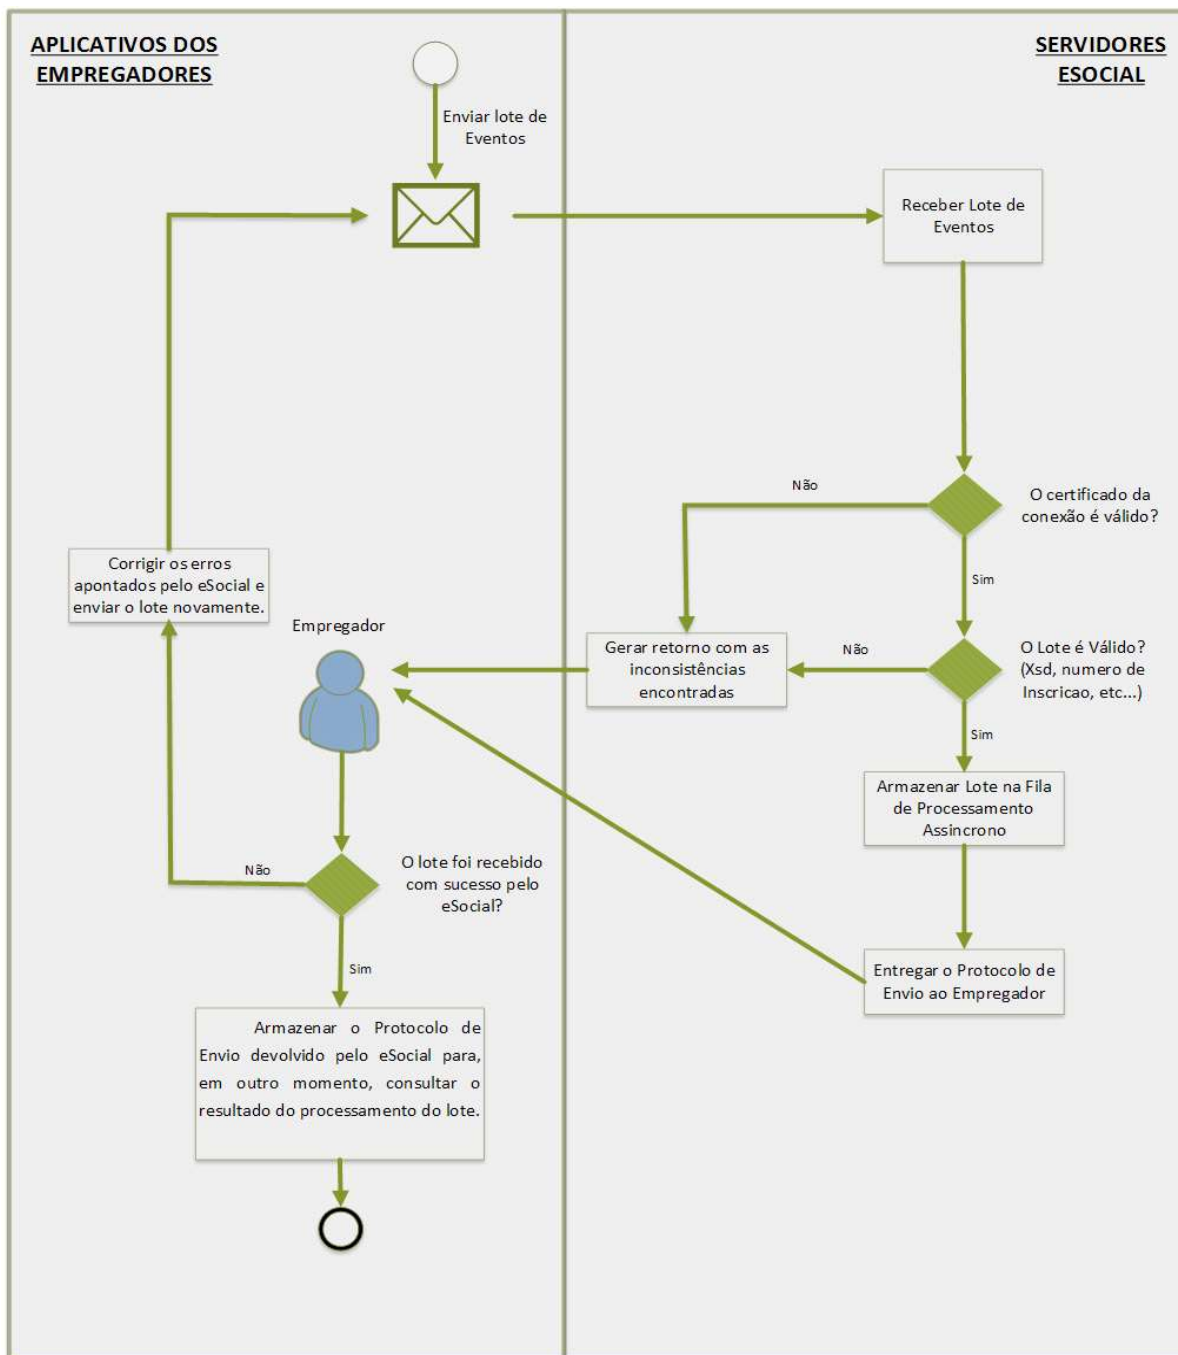 APLICATIVOS DOS
EMPREGADORES
SERVIDORES
ESOCIAL
Enviar lote de
Eventos
Receber Lote de
Eventos
Não
O certificado da
conexão é válido?
Sim
Corrigir os erros
apontados pelo eSocial e
enviar o lote novamente.
Empregador
Gerar retorno com as
inconsistências
encontradas
Não
O Lote é Válido?
(Xsd, numero de
Inscricao, etc...)
Sim
Armazenar Lote na Fila
de Processamento
Assincrono
Não
O lote foi recebido
com sucesso pelo
eSocial?
Sim
Entregar o Protocolo de
Envio ao Empregador
Armazenar o Protocolo de
Envio devolvido pelo eSocial para,
em outro momento, consultar o
resultado do processamento do lote.